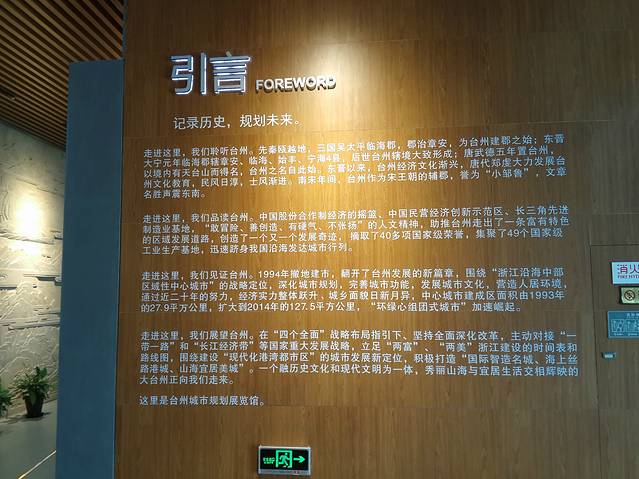 引言 FOREWORD
记录历史，规划未来。
走进这里，我们聆听台州。先秦瓯越地，三国吴太平临海郡，郡治章安，为台州建郡之始；东晋
大宁元年临海郡辖章安、临海、始丰、宁海4县，后世台州辖境大致形成；唐武德五年置台州，
以境内有天台山而得名，台州之名自此始。东晋以来，台州经济文化渐兴，唐代郑虔大力发展台
州文化教育，民风日淳，士风渐进。南宋年间，台州作为宋王朝的辅郡，誉为“小邹鲁”，文章
名胜声震东南。
走进这里，我们品读台州。中国股份合作制经济的摇篮、中国民营经济创新示范区、长三角先进
制造业基地，“敢冒险、善创造、有硬气、不张扬”的人文精神，助推台州走出了一条富有特色
的区域发展道路，创造了一个又一个发展奇迹，摘取了40多项国家级荣誉，集聚了49个国家级
工业生产基地，迅速跻身我国沿海发达城市行列。
走进这里，我们见证台州。1994年撤地建市，翻开了台州发展的新篇章，围绕“浙江沿海中部
区域性中心城市”的战略定位，深化城市规划，完善城市功能，发展城市文化，营造人居环境，
通过近二十年的努力，经济实力整体跃升，城乡面貌日新月异，中心城市建成区面积由1993年
的27.9平方公里，扩大到2014年的127.5平方公里，“环绿心组团式城市”加速崛起。
走进这里，我们展望台州。在“四个全面”战略布局指引下、坚持全面深化改革，主动对接“一
带一路”和“长江经济带”等国家重大发展战略，立足“两富”、“两美”浙江建设的时间表和
路线图，围绕建设“现代化港湾都市区”的城市发展新定位，积极打造“国际智造名城、海上丝
路港城、山海宜居美城”。一个融历史文化和现代文明为一体，秀丽山海与宜居生活交相辉映的
大台州正向我们走来。
这里是台州城市规划展览馆。
消火